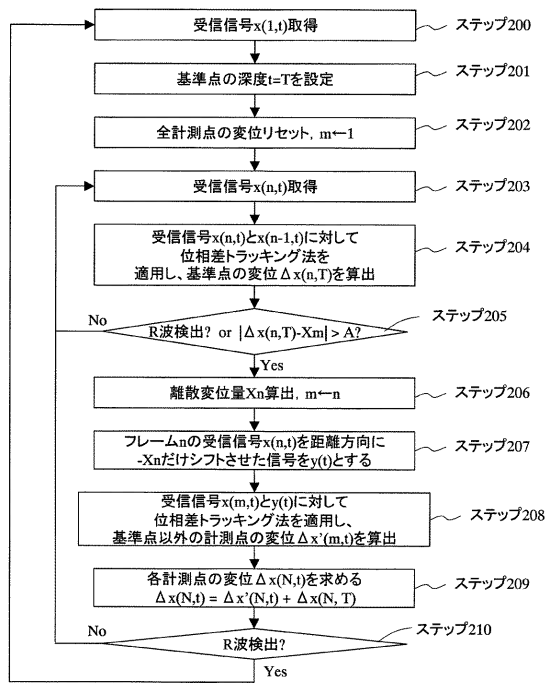 受信信号x(1,t)取得
ステップ200
基準点の深度t=Tを設定
ステップ201
全計測点の変位リセット, m←1
ステップ202
受信信号x(n,t)取得
ステップ203
受信信号x(n,t)とx(n-1,t)に対して
位相差トラッキング法を
適用し、基準点の変位Δx(n,T)を算出
ステップ204
No
R波検出? or |Δx(n,T)-Xm| > A?
ステップ205
Yes
離散変位量Xn算出, m←n
ステップ206
フレームnの受信信号x(n,t)を距離方向に
-Xnだけシフトさせた信号をy(t)とする
ステップ207
受信信号x(m,t)とy(t)に対して
位相差トラッキング法を適用し、
基準点以外の計測点の変位Δx'(m,t)を算出
ステップ208
各計測点の変位Δx(N,t)を求める
Δx(N,t) = Δx'(N,t) + Δx(N, T)
ステップ209
No
R波検出?
ステップ210
Yes